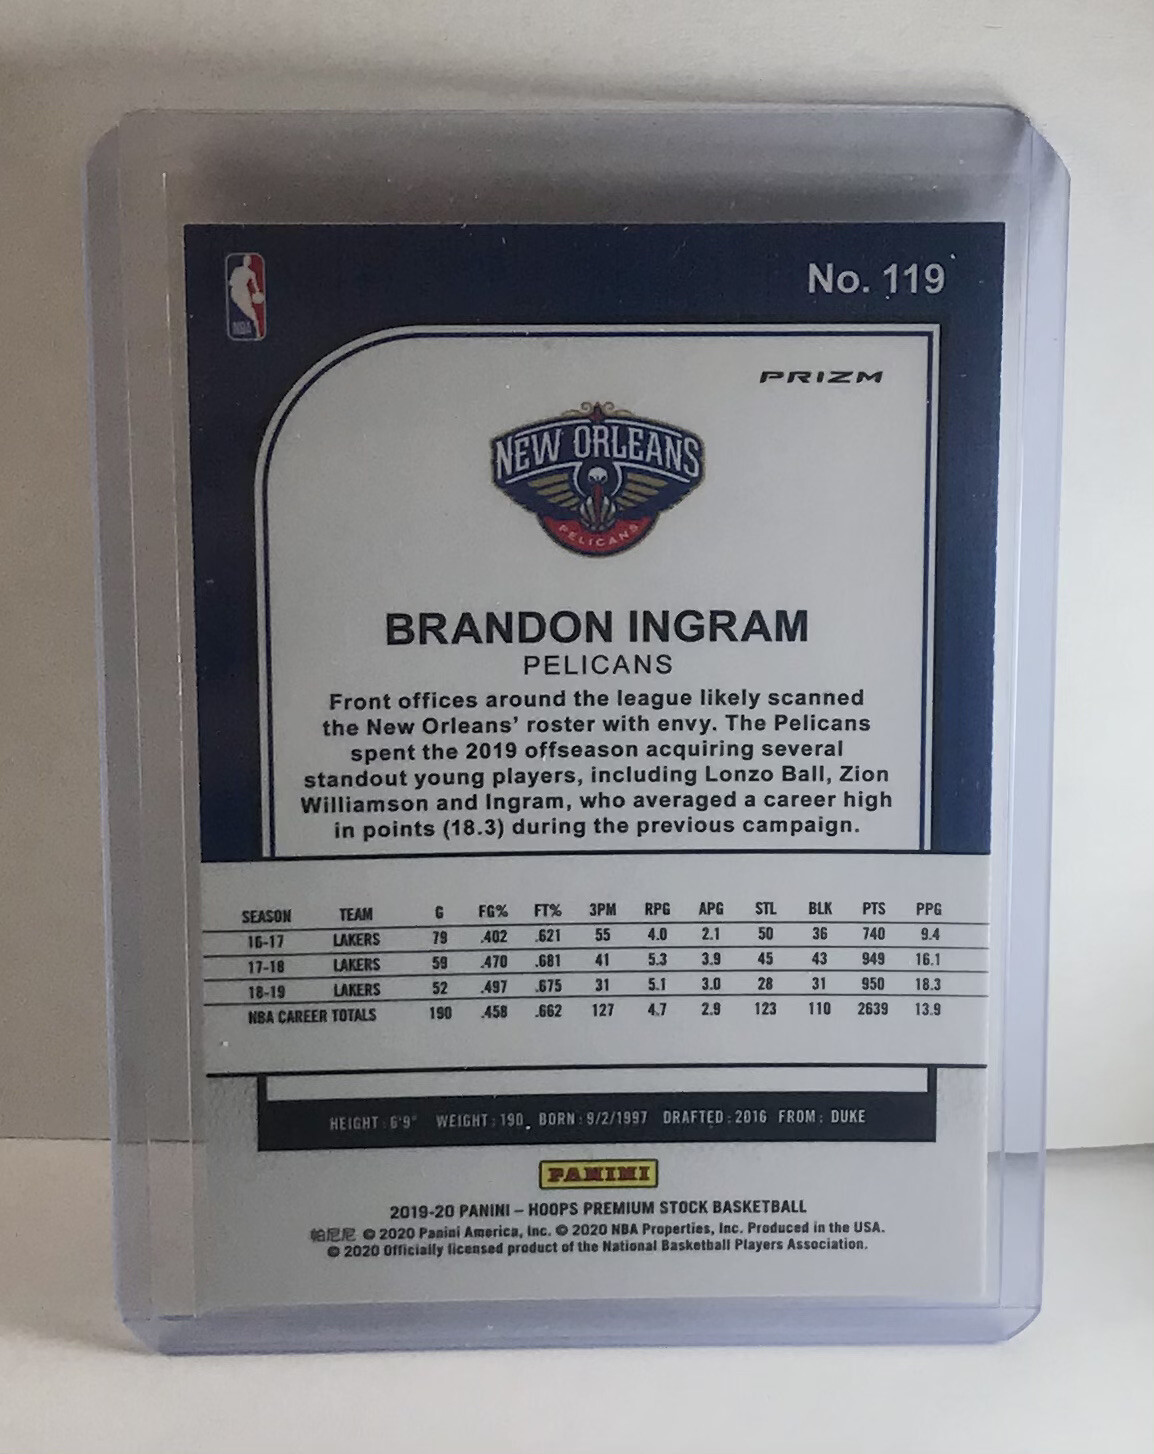 No. 119
NBA
PRIZM
NEW ORLEANS
PELICANS
BRANDON INGRAM
PELICANS
Front offices around the league likely scanned
the New Orleans' roster with envy. The Pelicans
spent the 2019 offseason acquiring several
standout young players, including Lonzo Ball, Zion
Williamson and Ingram, who averaged a career high
in points (18.3) during the previous campaign.
SEASON TEAM G FG% FT% 3PM RPG APG STL BLK PTS PPG
16-17 LAKERS 79 .402 .621 55 4.0 2.1 50 36 740 9.4
17-18 LAKERS 59 .470 .681 41 5.3 3.9 45 43 949 16.1
18-19 LAKERS 52 .497 .675 31 5.1 3.0 28 31 950 18.3
NBA CAREER TOTALS 190 .458 .662 127 4.7 2.9 123 110 2639 13.9
HEIGHT: 6'9" WEIGHT: 190 BORN: 9/2/1997 DRAFTED: 2016 FROM: DUKE
PANINI
2019-20 PANINI – HOOPS PREMIUM STOCK BASKETBALL
帕尼尼 © 2020 Panini America, Inc. © 2020 NBA Properties, Inc. Produced in the USA.
© 2020 Officially licensed product of the National Basketball Players Association.